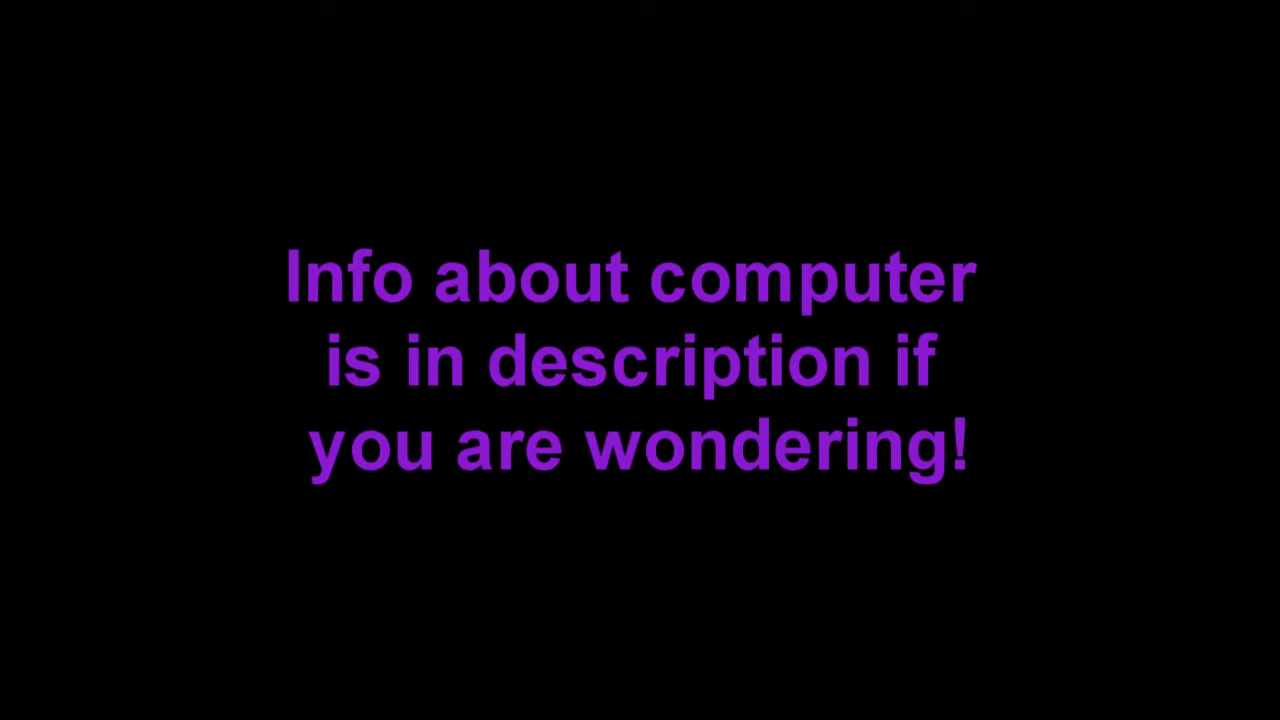 Info about computer
is in description if
you are wondering!